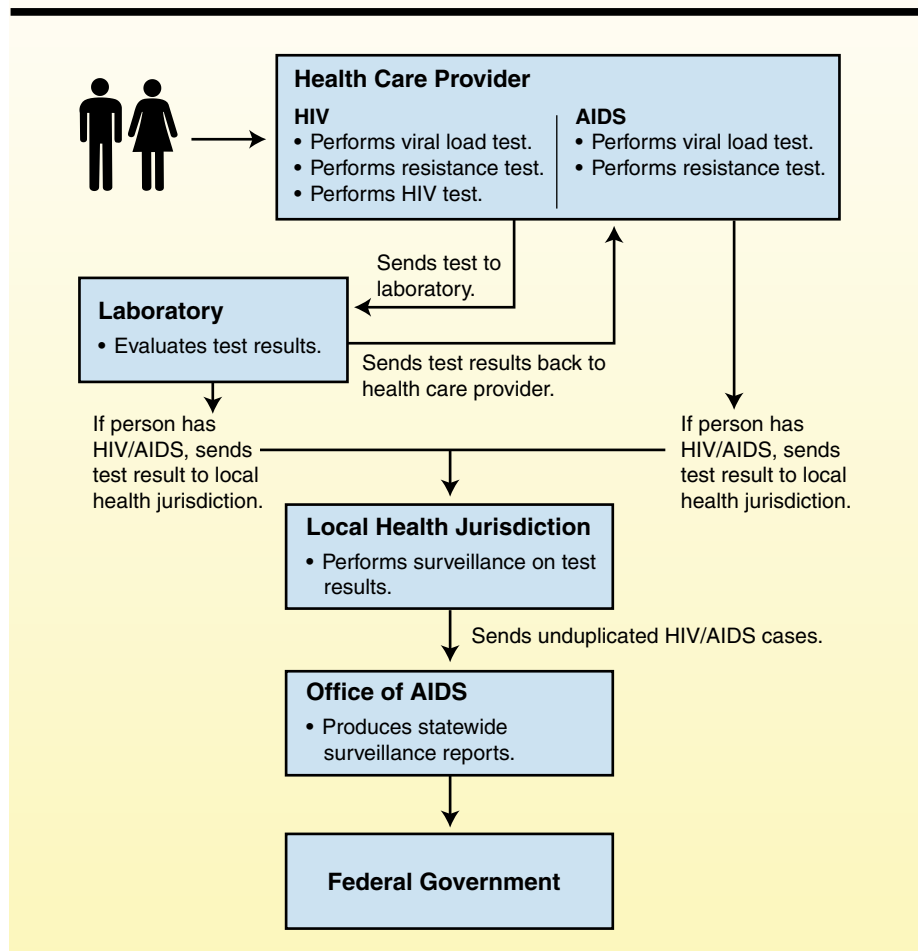 Health Care Provider
HIV
• Performs viral load test.
• Performs resistance test.
• Performs HIV test.
AIDS
• Performs viral load test.
• Performs resistance test.
Sends test to
laboratory.
Laboratory
• Evaluates test results.
Sends test results back to
health care provider.
If person has
HIV/AIDS, sends
test result to local
health jurisdiction.
If person has
HIV/AIDS, sends
test result to local
health jurisdiction.
Local Health Jurisdiction
• Performs surveillance on test
results.
Sends unduplicated HIV/AIDS cases.
Office of AIDS
• Produces statewide
surveillance reports.
Federal Government